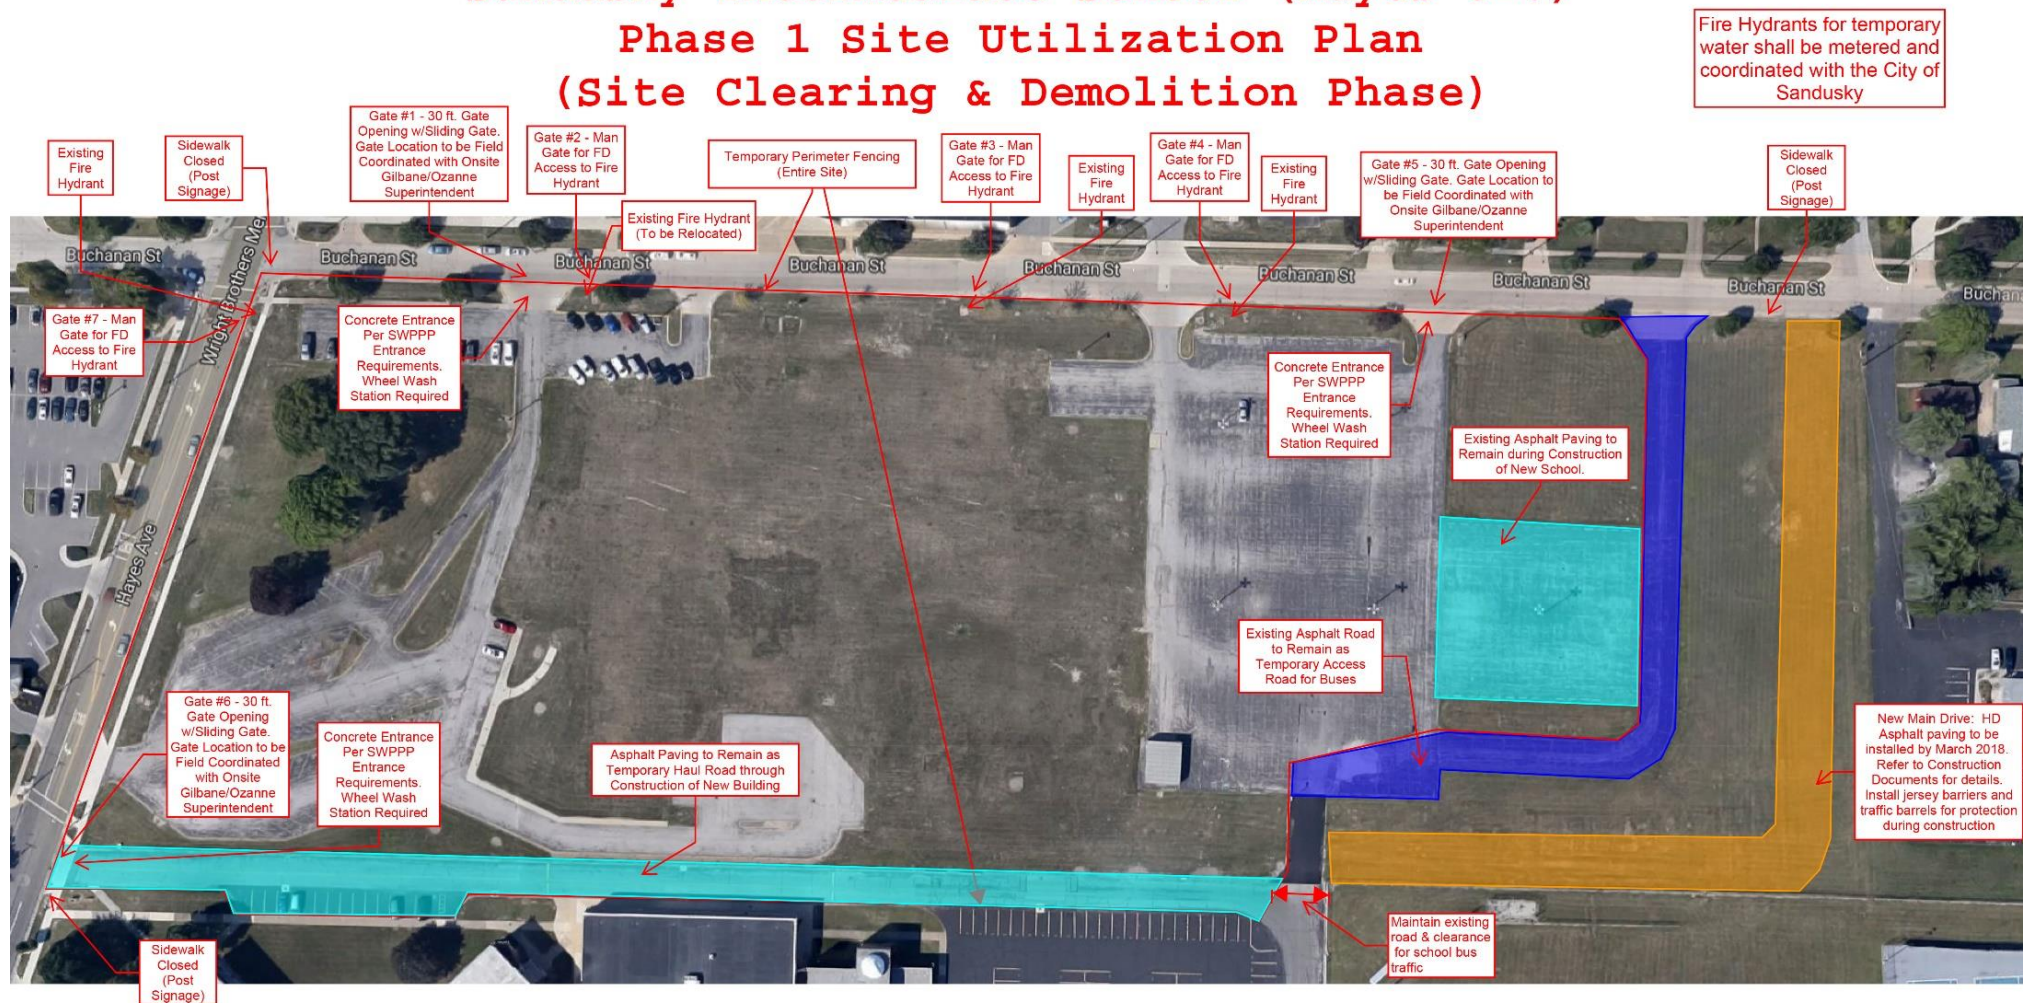 Phase 1 Site Utilization Plan
(Site Clearing & Demolition Phase)
Fire Hydrants for temporary
water shall be metered and
coordinated with the City of
Sandusky
Existing
Fire
Hydrant
Sidewalk
Closed
(Post
Signage)
Gate #1 - 30 ft. Gate
Opening w/Sliding Gate.
Gate Location to be Field
Coordinated with Onsite
Gilbane/Ozanne
Superintendent
Gate #2 - Man
Gate for FD
Access to Fire
Hydrant
Existing Fire Hydrant
(To be Relocated)
Temporary Perimeter Fencing
(Entire Site)
Gate #3 - Man
Gate for FD
Access to Fire
Hydrant
Existing
Fire
Hydrant
Gate #4 - Man
Gate for FD
Access to Fire
Hydrant
Existing
Fire
Hydrant
Gate #5 - 30 ft. Gate Opening
w/Sliding Gate. Gate Location to
be Field Coordinated with
Onsite Gilbane/Ozanne
Superintendent
Sidewalk
Closed
(Post
Signage)
Buchanan St
Buchanan St
Buchanan St
Buchanan St
Buchanan St
Buchanan St
Buchanan St
Buchanan St
Wright Brothers
Hayes Ave
Gate #7 - Man
Gate for FD
Access to Fire
Hydrant
Concrete Entrance
Per SWPPP
Entrance
Requirements.
Wheel Wash
Station Required
Concrete Entrance
Per SWPPP
Entrance
Requirements.
Wheel Wash
Station Required
Existing Asphalt Paving to
Remain during Construction
of New School.
Existing Asphalt Road
to Remain as
Temporary Access
Road for Buses
Gate #6 - 30 ft.
Gate Opening
w/Sliding Gate.
Gate Location to be
Field Coordinated
with Onsite
Gilbane/Ozanne
Superintendent
Concrete Entrance
Per SWPPP
Entrance
Requirements.
Wheel Wash
Station Required
Asphalt Paving to Remain as
Temporary Haul Road through
Construction of New Building
New Main Drive: HD
Asphalt paving to be
installed by March 2018.
Refer to Construction
Documents for details.
Install jersey barriers and
traffic barrels for protection
during construction
Maintain existing
road & clearance
for school bus
traffic
Sidewalk
Closed
(Post
Signage)